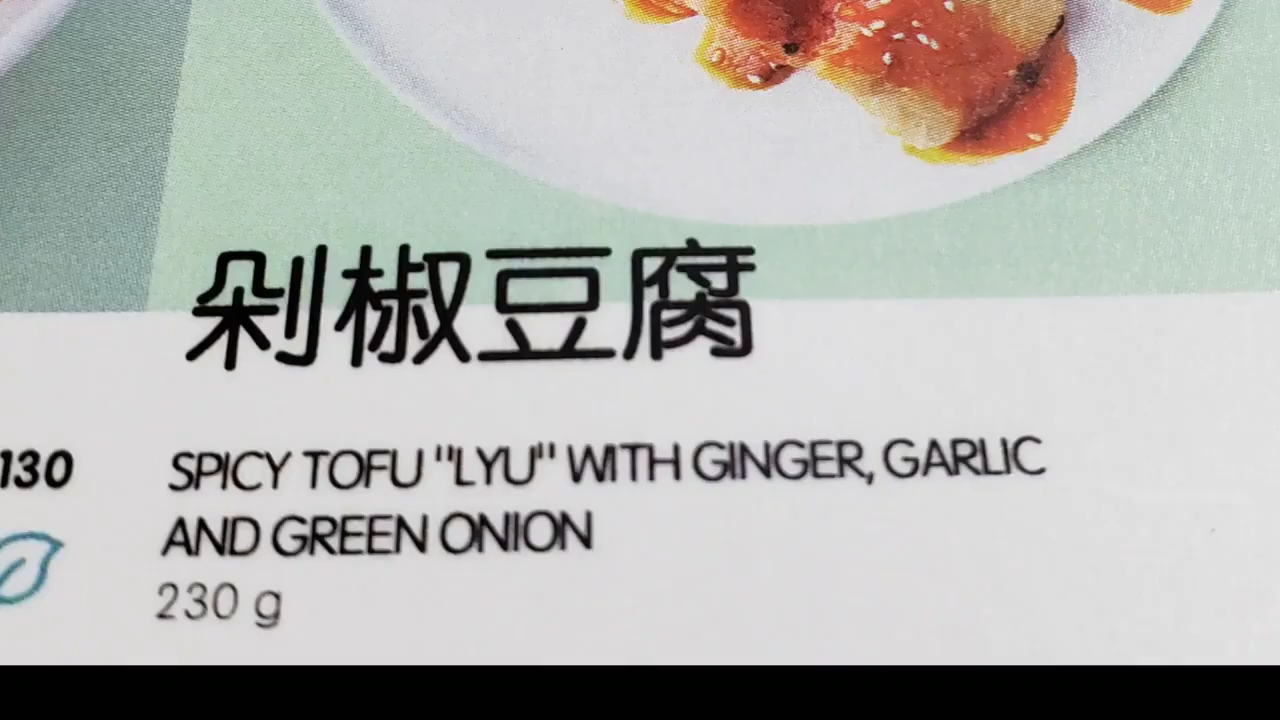 剁椒豆腐
130 SPICY TOFU "LYU" WITH GINGER, GARLIC
AND GREEN ONION
230 g